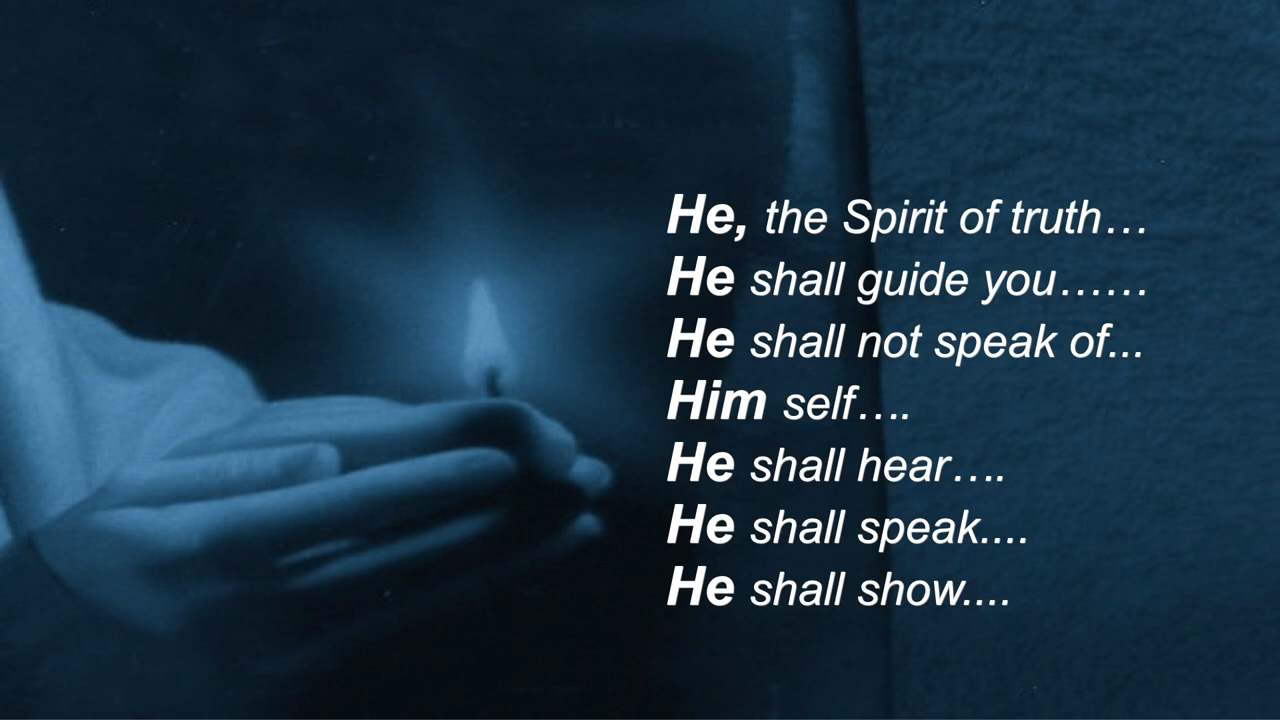 He, the Spirit of truth…
He shall guide you……
He shall not speak of...
Him self….
He shall hear….
He shall speak....
He shall show....